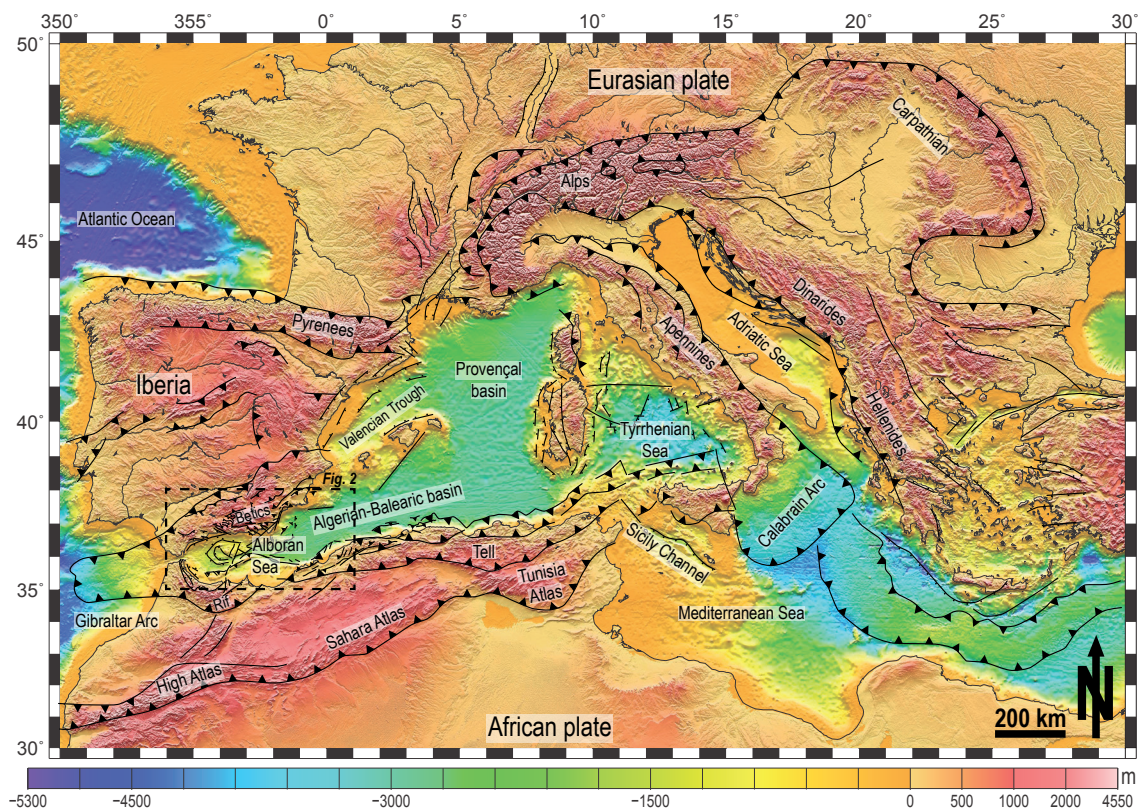 350° 355° 0° 5° 10° 15° 20° 25° 30°
50°
45°
40°
35°
30°
Eurasian plate
Carpathian
Alps
Atlantic Ocean
Pyrenees
Dinarides
Adriatic Sea
Apennines
Provençal
basin
Iberia
Valencian Trough
Hellenides
Tyrrhenian
Sea
Fig. 2
Betics
Algerian-Balearic basin
Calabrain Arc
Alboran
Sea
Sicily Channel
Tell
Tunisia
Atlas
Rif
Gibraltar Arc
Mediterranean Sea
Sahara Atlas
High Atlas
N
200 km
African plate
m
−5300 −4500 −3000 −1500 0 500 1000 2000 4550